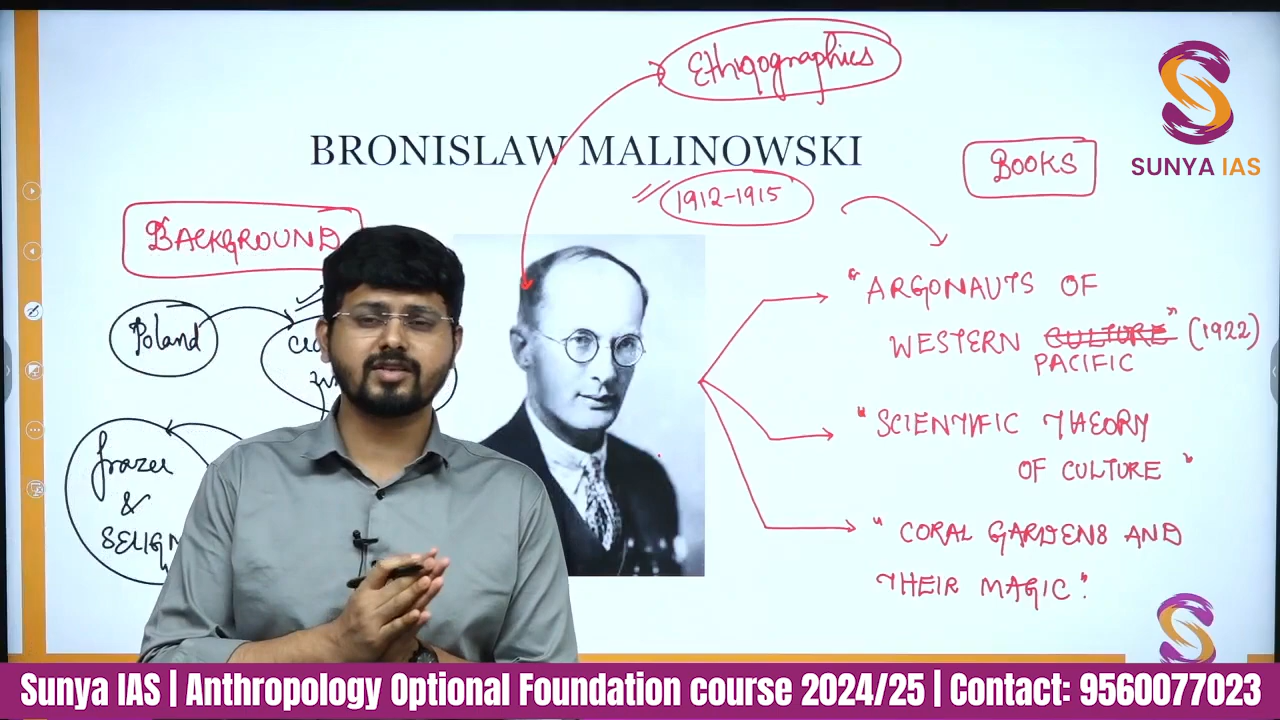 Ethnographics
BRONISLAW MALINOWSKI
1912-1915
BOOKS
SUNYA IAS
BACKGROUND
Poland
frazer
&
SELIGN
"ARGONAUTS OF
WESTERN CULTURE" (1922)
PACIFIC
"SCIENTIFIC THEORY
OF CULTURE"
"CORAL GARDENS AND
THEIR MAGIC"
Sunya IAS | Anthropology Optional Foundation course 2024/25 | Contact: 9560077023